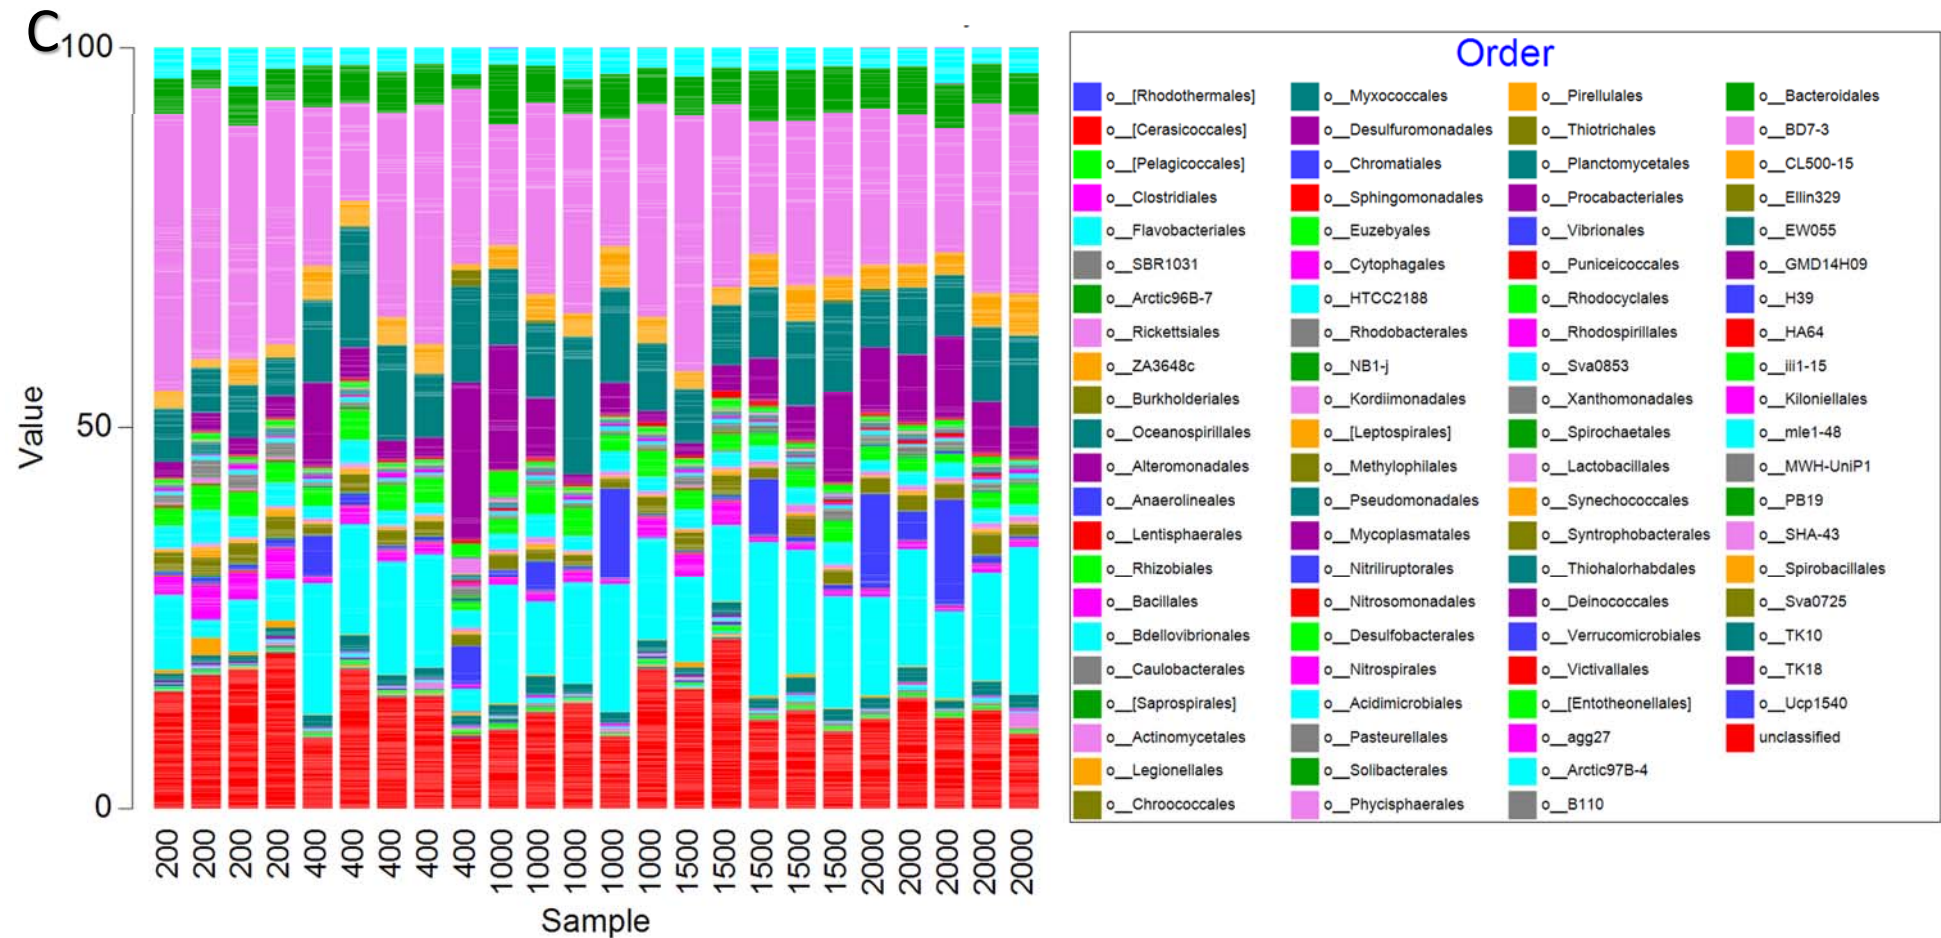 C
100
50
0
Value
200 200 200 200 400 400 400 400 400 1000 1000 1000 1000 1000 1500 1500 1500 1500 1500 2000 2000 2000 2000 2000
Sample
Order
o__[Rhodothermales] o__Myxococcales o__Pirellulales o__Bacteroidales
o__[Cerasicoccales] o__Desulfuromonadales o__Thiotrichales o__BD7-3
o__[Pelagicoccales] o__Chromatiales o__Planctomycetales o__CL500-15
o__Clostridiales o__Sphingomonadales o__Procabacteriales o__Ellin329
o__Flavobacteriales o__Euzebyales o__Vibrionales o__EW055
o__SBR1031 o__Cytophagales o__Puniceicoccales o__GMD14H09
o__Arctic96B-7 o__HTCC2188 o__Rhodocyclales o__H39
o__Rickettsiales o__Rhodobacterales o__Rhodospirillales o__HA64
o__ZA3648c o__NB1-j o__Sva0853 o__iii1-15
o__Burkholderiales o__Kordiimonadales o__Xanthomonadales o__Kiloniellales
o__Oceanospirillales o__[Leptospirales] o__Spirochaetales o__mle1-48
o__Alteromonadales o__Methylophilales o__Lactobacillales o__MWH-UniP1
o__Anaerolineales o__Pseudomonadales o__Synechococcales o__PB19
o__Lentisphaerales o__Mycoplasmatales o__Syntrophobacterales o__SHA-43
o__Rhizobiales o__Nitriliruptorales o__Thiohalorhabdales o__Spirobacillales
o__Bacillales o__Nitrosomonadales o__Deinococcales o__Sva0725
o__Bdellovibrionales o__Desulfobacterales o__Verrucomicrobiales o__TK10
o__Caulobacterales o__Nitrospirales o__Victivallales o__TK18
o__[Saprospirales] o__Acidimicrobiales o__[Entotheonellales] o__Ucp1540
o__Actinomycetales o__Pasteurellales o__agg27 unclassified
o__Legionellales o__Solibacterales o__Arctic97B-4
o__Chroococcales o__Phycisphaerales o__B110